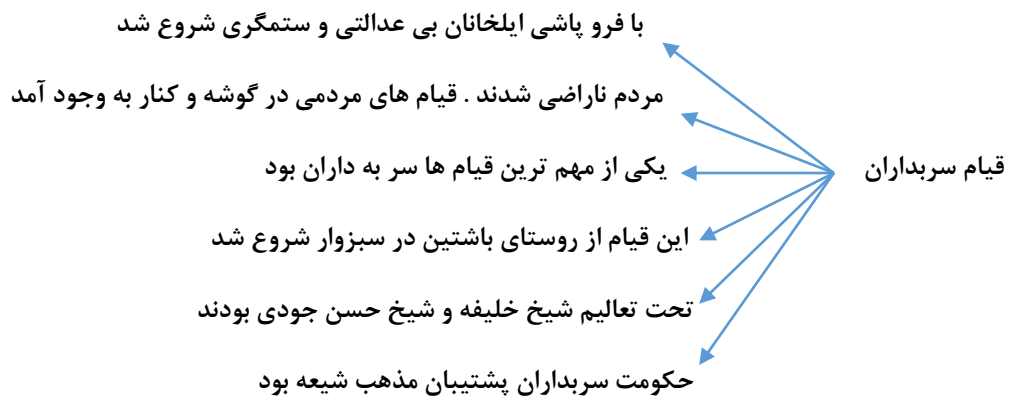 با فرو پاشی ایلخانان بی عدالتی و ستمگری شروع شد
مردم ناراضی شدند . قیام های مردمی در گوشه و کنار به وجود آمد
قیام سربداران
یکی از مهم ترین قیام ها سر به داران بود
این قیام از روستای باشتین در سبزوار شروع شد
تحت تعالیم شیخ خلیفه و شیخ حسن جودی بودند
حکومت سربداران پشتیبان مذهب شیعه بود